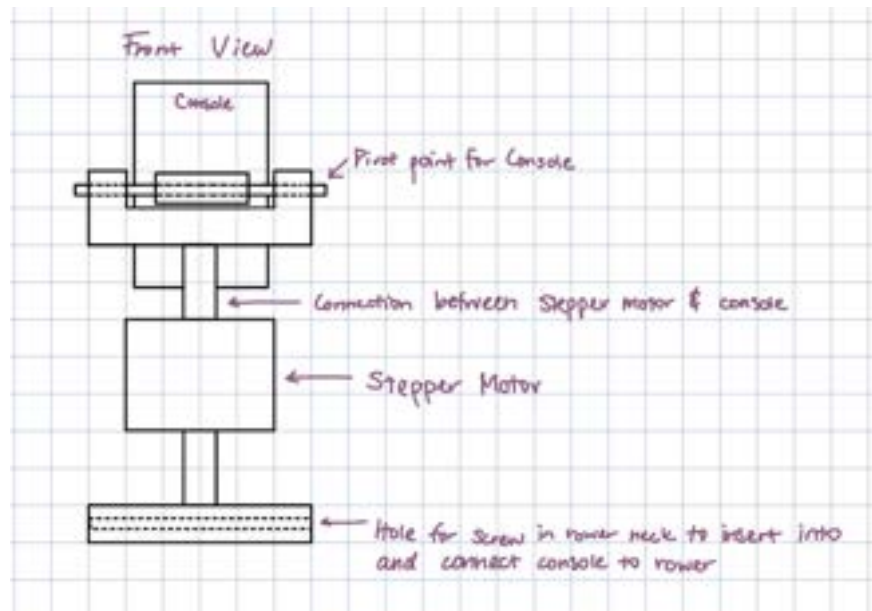 Front View
Console
Pivot point for Console
Connection between Stepper motor & console
Stepper Motor
Hole for screw in rower neck to insert into
and connect console to rower